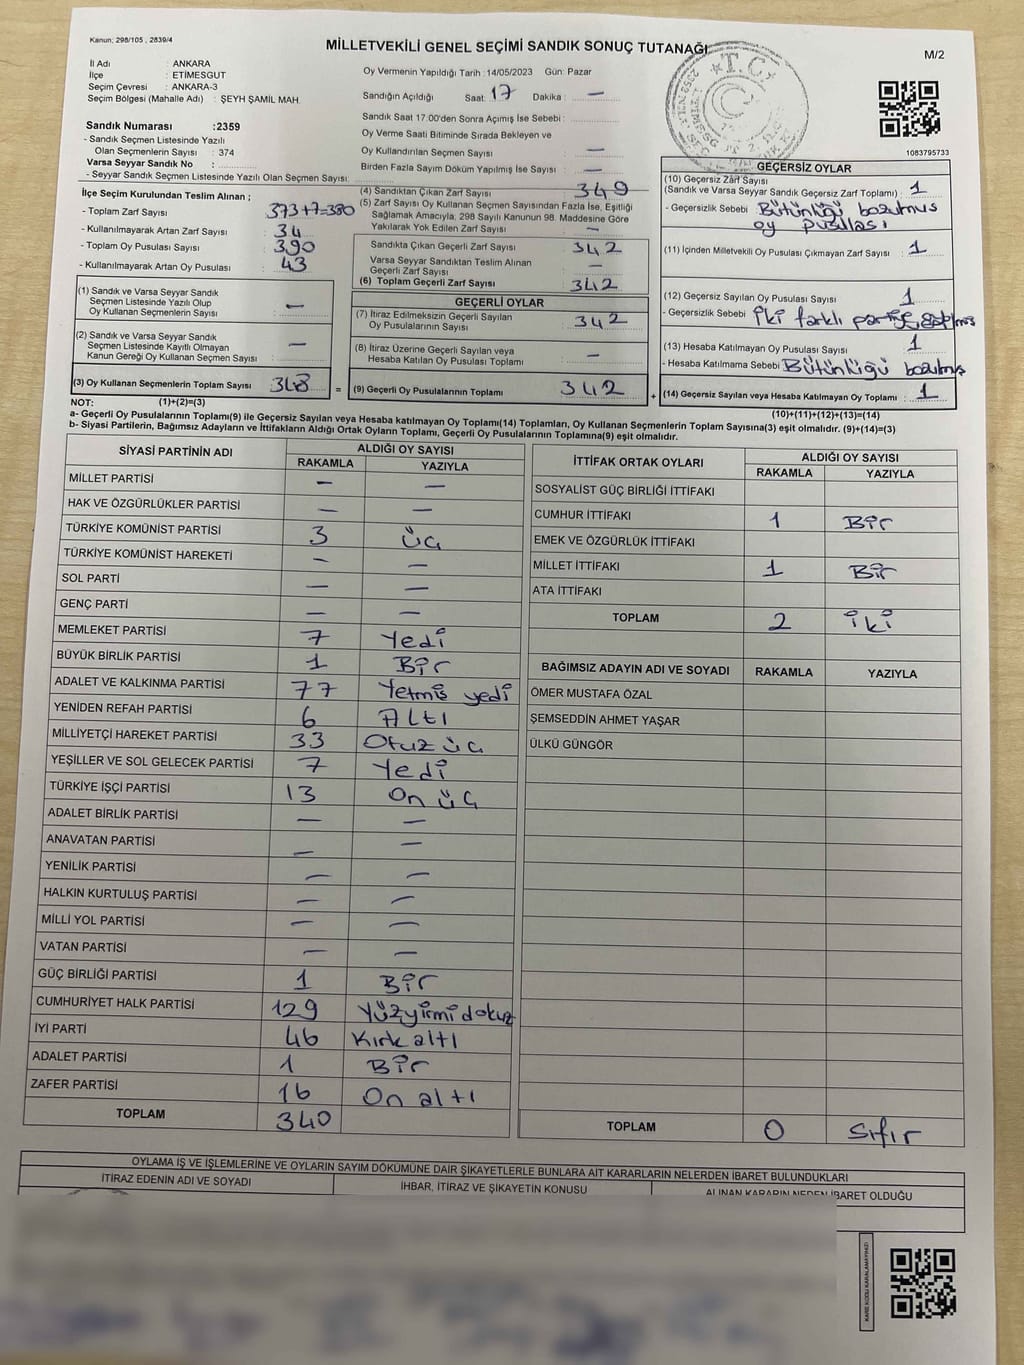 Kanun; 298/105 , 2839/4
MİLLETVEKİLİ GENEL SEÇİMİ SANDIK SONUÇ TUTANAĞI
M/2
İl Adı : ANKARA
İlçe : ETİMESGUT
Seçim Çevresi : ANKARA-3
Seçim Bölgesi (Mahalle Adı) : ŞEYH ŞAMİL MAH.
Sandık Numarası :2359
- Sandık Seçmen Listesinde Yazılı
Olan Seçmenlerin Sayısı : 374
Varsa Seyyar Sandık No :
- Seyyar Sandık Seçmen Listesinde Yazılı Olan Seçmen Sayısı:
Oy Vermenin Yapıldığı Tarih :14/05/2023 Gün: Pazar
Sandığın Açıldığı Saat: 17 Dakika : —
Sandık Saat 17:00'den Sonra Açımış İse Sebebi :
Oy Verme Saati Bitiminde Sırada Bekleyen ve
Oy Kullandırılan Seçmen Sayısı : —
Birden Fazla Sayım Döküm Yapılmış İse Sayısı : —
T.C.
1083795733
İlçe Seçim Kurulundan Teslim Alınan ;
- Toplam Zarf Sayısı : 373+7=380
- Kullanılmayarak Artan Zarf Sayısı : 34
- Toplam Oy Pusulası Sayısı : 390
- Kullanılmayarak Artan Oy Pusulası : 43
(1) Sandık ve Varsa Seyyar Sandık
Seçmen Listesinde Yazılı Olup
Oy Kullanan Seçmenlerin Sayısı : —
(2) Sandık ve Varsa Seyyar Sandık
Seçmen Listesinde Kayıtlı Olmayan
Kanun Gereği Oy Kullanan Seçmen Sayısı : —
(3) Oy Kullanan Seçmenlerin Toplam Sayısı : 348
(4) Sandıktan Çıkan Zarf Sayısı : 349
(5) Zarf Sayısı Oy Kullanan Seçmen Sayısından Fazla İse, Eşitliği
Sağlamak Amacıyla, 298 Sayılı Kanunun 98. Maddesine Göre
Yakılarak Yok Edilen Zarf Sayısı : —
Sandıkta Çıkan Geçerli Zarf Sayısı : 342
Varsa Seyyar Sandıktan Teslim Alınan
Geçerli Zarf Sayısı : —
(6) Toplam Geçerli Zarf Sayısı : 342
GEÇERLİ OYLAR
(7) İtiraz Edilmeksizin Geçerli Sayılan
Oy Pusulalarının Sayısı : 342
(8) İtiraz Üzerine Geçerli Sayılan veya
Hesaba Katılan Oy Pusulaları Toplamı : —
= (9) Geçerli Oy Pusulalarının Toplamı : 342 +
GEÇERSİZ OYLAR
(10) Geçersiz Zarf Sayısı
(Sandık ve Varsa Seyyar Sandık Geçersiz Zarf Toplamı) : 1
- Geçersizlik Sebebi : Bütünlüğü bozulmuş
oy pusulası
(11) İçinden Milletvekili Oy Pusulası Çıkmayan Zarf Sayısı : 1
(12) Geçersiz Sayılan Oy Pusulası Sayısı : 1
- Geçersizlik Sebebi : iki farklı partiye
(13) Hesaba Katılmayan Oy Pusulası Sayısı : 1
- Hesaba Katılmama Sebebi : Bütünlüğü bozulmuş
(14) Geçersiz Sayılan veya Hesaba Katılmayan Oy Toplamı : 1
NOT: (1)+(2)=(3)
(10)+(11)+(12)+(13)=(14)
a- Geçerli Oy Pusulalarının Toplamı(9) ile Geçersiz Sayılan veya Hesaba katılmayan Oy Toplamı(14) Toplamları, Oy Kullanan Seçmenlerin Toplam Sayısına(3) eşit olmalıdır. (9)+(14)=(3)
b- Siyasi Partilerin, Bağımsız Adayların ve İttifakların Aldığı Ortak Oyların Toplamı, Geçerli Oy Pusulalarının Toplamına(9) eşit olmalıdır.
SİYASİ PARTİNİN ADI ALDIĞI OY SAYISI
RAKAMLA YAZIYLA
MİLLET PARTİSİ — —
HAK VE ÖZGÜRLÜKLER PARTİSİ — —
TÜRKİYE KOMÜNİST PARTİSİ 3 üç
TÜRKİYE KOMÜNİST HAREKETİ — —
SOL PARTİ — —
GENÇ PARTİ — —
MEMLEKET PARTİSİ 7 Yedi
BÜYÜK BİRLİK PARTİSİ 1 Bir
ADALET VE KALKINMA PARTİSİ 77 Yetmiş yedi
YENİDEN REFAH PARTİSİ 6 Altı
MİLLİYETÇİ HAREKET PARTİSİ 33 Otuz üç
YEŞİLLER VE SOL GELECEK PARTİSİ 7 Yedi
TÜRKİYE İŞÇİ PARTİSİ 13 On üç
ADALET BİRLİK PARTİSİ — —
ANAVATAN PARTİSİ — —
YENİLİK PARTİSİ — —
HALKIN KURTULUŞ PARTİSİ — —
MİLLİ YOL PARTİSİ — —
VATAN PARTİSİ — —
GÜÇ BİRLİĞİ PARTİSİ 1 Bir
CUMHURİYET HALK PARTİSİ 129 Yüzyirmi dokuz
İYİ PARTİ 46 Kırk altı
ADALET PARTİSİ 1 Bir
ZAFER PARTİSİ 16 On altı
TOPLAM 340
İTTİFAK ORTAK OYLARI ALDIĞI OY SAYISI
RAKAMLA YAZIYLA
SOSYALİST GÜÇ BİRLİĞİ İTTİFAKI
CUMHUR İTTİFAKI 1 Bir
EMEK VE ÖZGÜRLÜK İTTİFAKI
MİLLET İTTİFAKI 1 Bir
ATA İTTİFAKI
TOPLAM 2 iki
BAĞIMSIZ ADAYIN ADI VE SOYADI RAKAMLA YAZIYLA
ÖMER MUSTAFA ÖZAL
ŞEMSEDDİN AHMET YAŞAR
ÜLKÜ GÜNGÖR
TOPLAM 0 Sıfır
OYLAMA İŞ VE İŞLEMLERİNE VE OYLARIN SAYIM DÖKÜMÜNE DAİR ŞİKAYETLERLE BUNLARA AİT KARARLARIN NELERDEN İBARET BULUNDUKLARI
İTİRAZ EDENİN ADI VE SOYADI İHBAR, İTİRAZ VE ŞİKAYETİN KONUSU ALINAN KARARIN NEDEN İBARET OLDUĞU
KARE KODU KARALAMAYINIZ!